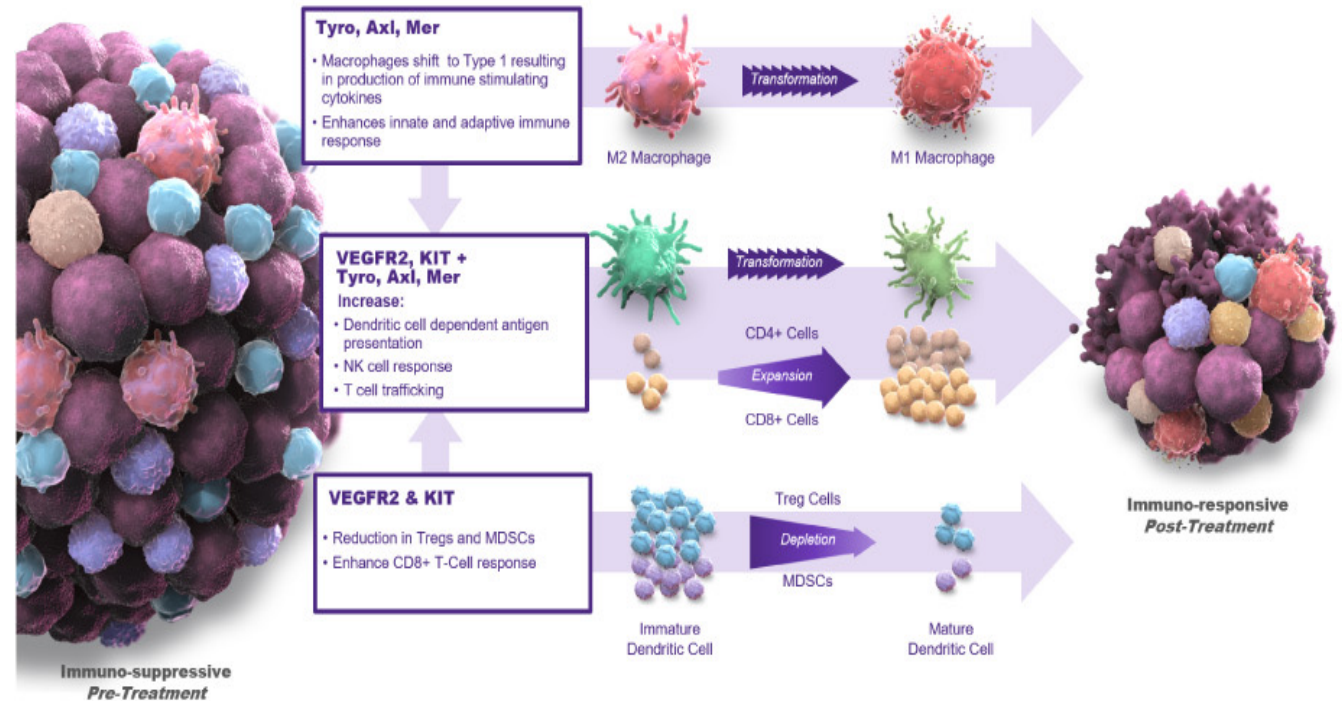 Tyro, Axl, Mer
• Macrophages shift to Type 1 resulting
in production of immune stimulating
cytokines
• Enhances innate and adaptive immune
response
M2 Macrophage
Transformation
M1 Macrophage
VEGFR2, KIT +
Tyro, Axl, Mer
Increase:
• Dendritic cell dependent antigen
presentation
• NK cell response
• T cell trafficking
Transformation
CD4+ Cells
Expansion
CD8+ Cells
VEGFR2 & KIT
• Reduction in Tregs and MDSCs
• Enhance CD8+ T-Cell response
Treg Cells
Depletion
MDSCs
Immature
Dendritic Cell
Mature
Dendritic Cell
Immuno-responsive
Post-Treatment
Immuno-suppressive
Pre-Treatment